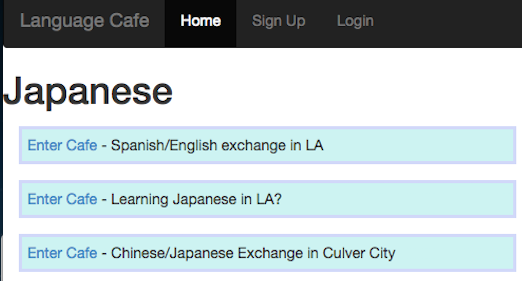 Language Cafe Home Sign Up Login
Japanese
Enter Cafe - Spanish/English exchange in LA
Enter Cafe - Learning Japanese in LA?
Enter Cafe - Chinese/Japanese Exchange in Culver City